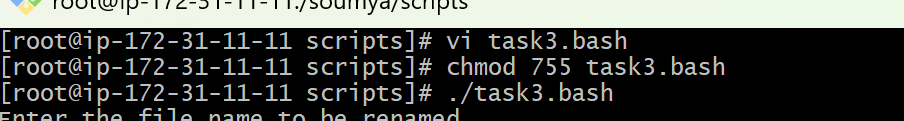 root@ip-172-31-11-11:/soumya/scripts
[root@ip-172-31-11-11 scripts]# vi task3.bash
[root@ip-172-31-11-11 scripts]# chmod 755 task3.bash
[root@ip-172-31-11-11 scripts]# ./task3.bash
Enter the file name to be renamed